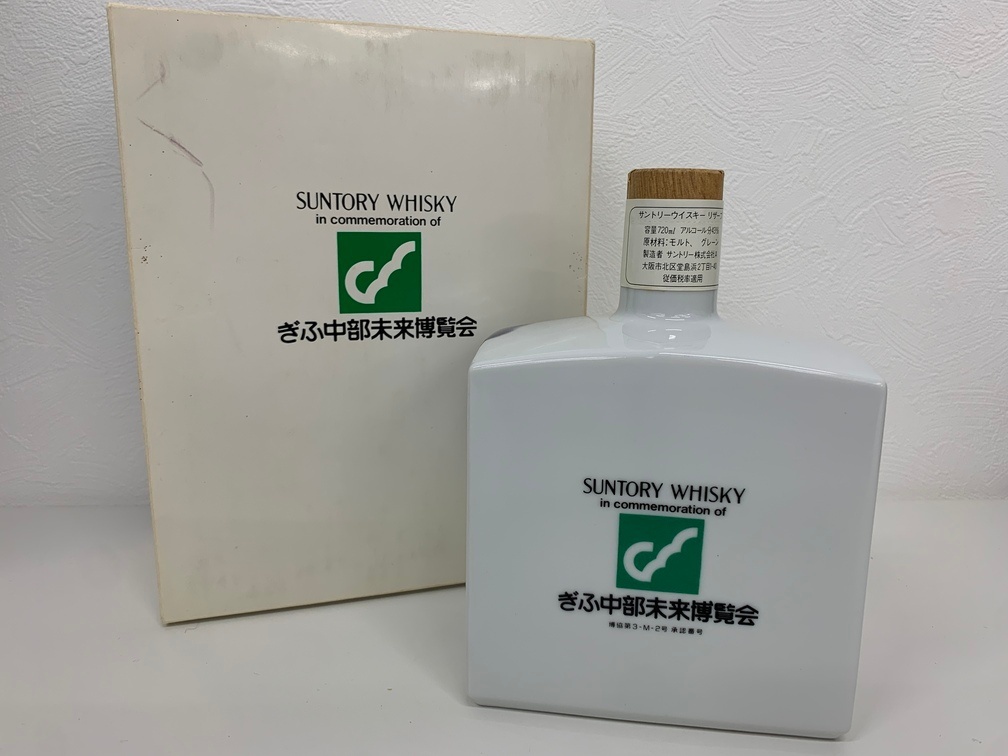 SUNTORY WHISKY
in commemoration of
ぎふ中部未来博覧会
サントリーウイスキー リザー
容量720ml アルコール分43%
原材料:モルト、グレーン
製造者 サントリー株式会社
大阪市北区堂島浜2丁目1-40
従価税率適用
SUNTORY WHISKY
in commemoration of
ぎふ中部未来博覧会
博協第3-M-2号 承認番号